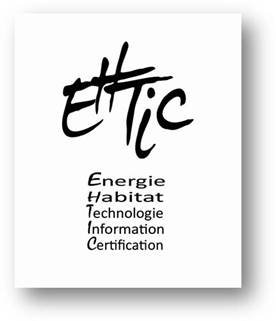 EHTiC
Energie
Habitat
Technologie
Information
Certification